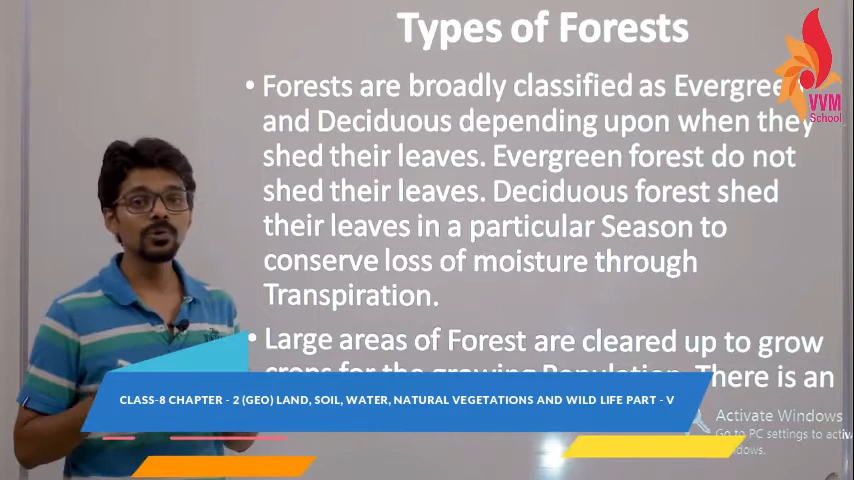 Types of Forests
• Forests are broadly classified as Evergreen
and Deciduous depending upon when they
shed their leaves. Evergreen forest do not
shed their leaves. Deciduous forest shed
their leaves in a particular Season to
conserve loss of moisture through
Transpiration.
• Large areas of Forest are cleared up to grow
crops for the growing Population. There is an
VVM
School
CLASS-8 CHAPTER - 2 (GEO) LAND, SOIL, WATER, NATURAL VEGETATIONS AND WILD LIFE PART - V
Activate Windows
Go to PC settings to activ